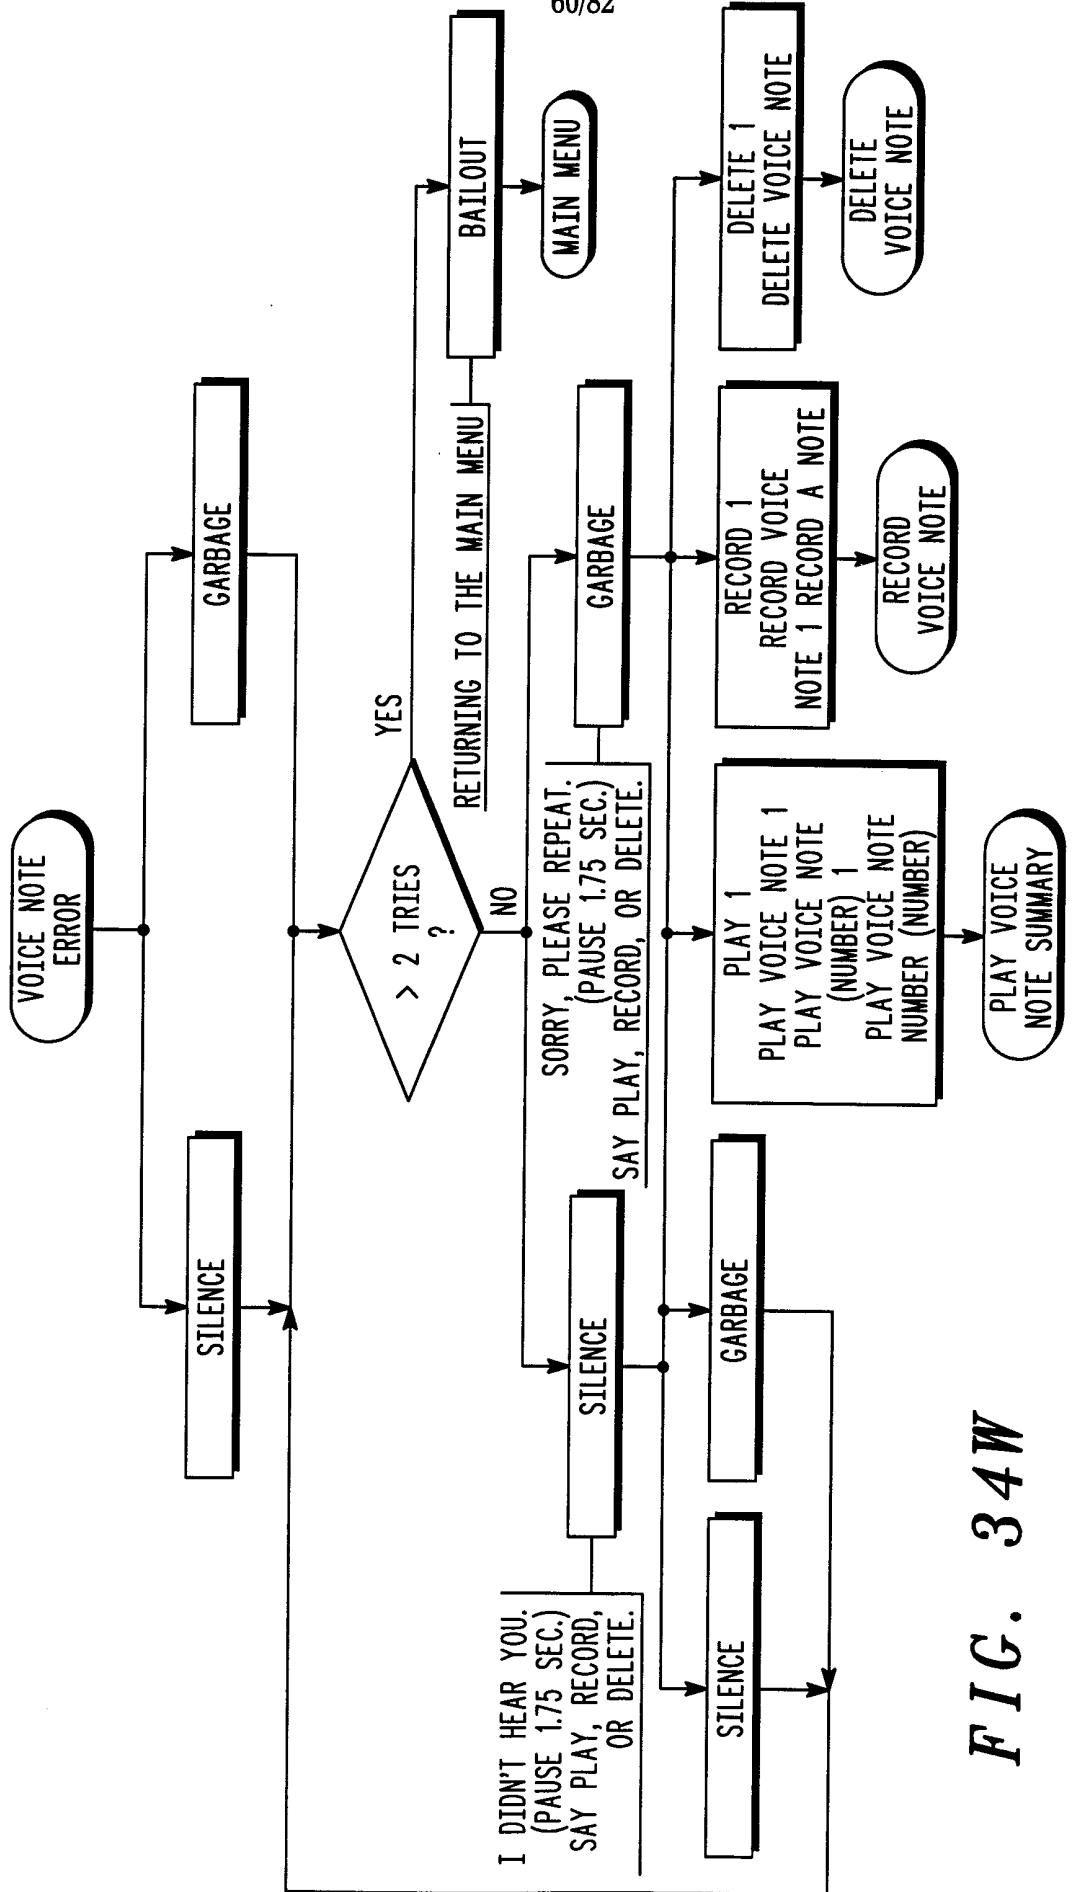 60/82
VOICE NOTE
ERROR
SILENCE
GARBAGE
> 2 TRIES
?
YES
NO
BAILOUT
RETURNING TO THE MAIN MENU
MAIN MENU
I DIDN'T HEAR YOU.
(PAUSE 1.75 SEC.)
SAY PLAY, RECORD,
OR DELETE.
SILENCE
SORRY, PLEASE REPEAT.
(PAUSE 1.75 SEC.)
SAY PLAY, RECORD, OR DELETE.
GARBAGE
SILENCE
GARBAGE
PLAY 1
PLAY VOICE NOTE 1
PLAY VOICE NOTE
(NUMBER) 1
PLAY VOICE NOTE
NUMBER (NUMBER)
RECORD 1
RECORD VOICE
NOTE 1 RECORD A NOTE
DELETE 1
DELETE VOICE NOTE
PLAY VOICE
NOTE SUMMARY
RECORD
VOICE NOTE
DELETE
VOICE NOTE
FIG. 34W